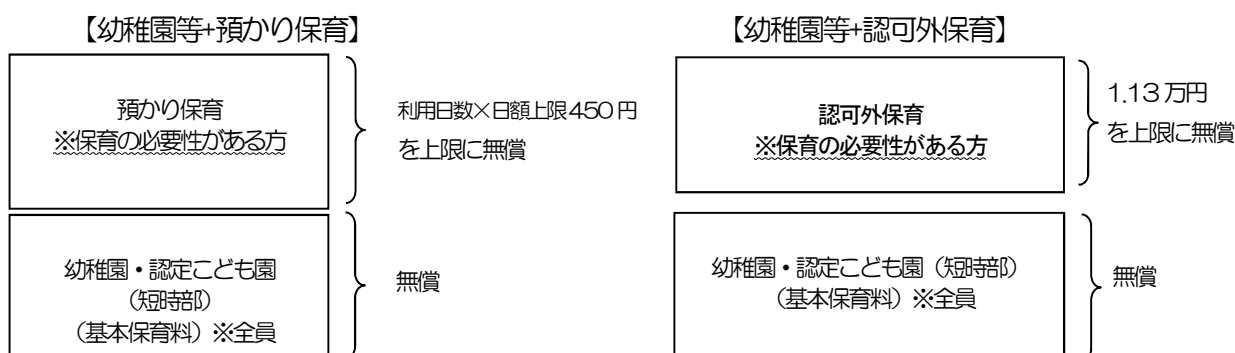 【幼稚園等+預かり保育】
預かり保育
※保育の必要性がある方
利用日数×日額上限450円
を上限に無償
幼稚園・認定こども園
（短時部）
（基本保育料）※全員
無償
【幼稚園等+認可外保育】
認可外保育
※保育の必要性がある方
1.13万円
を上限に無償
幼稚園・認定こども園（短時部）
（基本保育料）※全員
無償